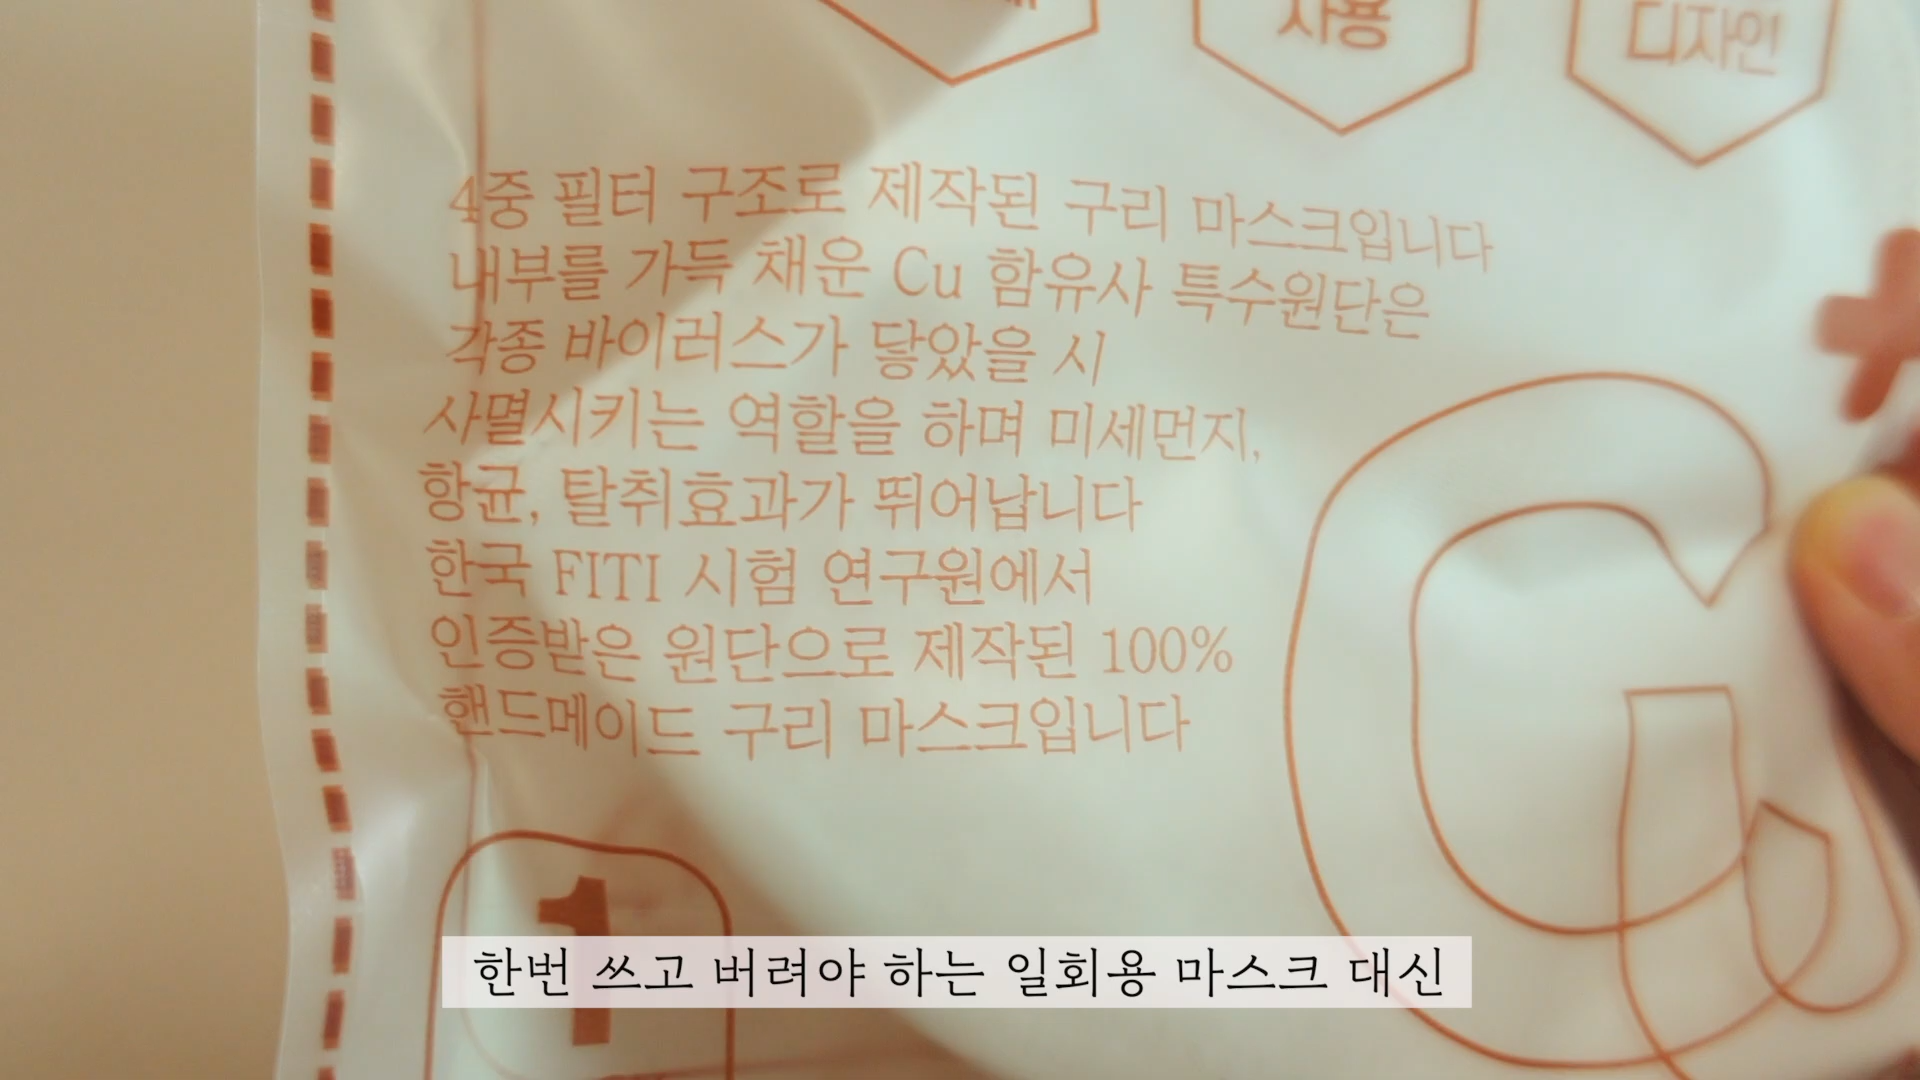 사용
디자인
4중 필터 구조로 제작된 구리 마스크입니다
내부를 가득 채운 Cu 함유사 특수원단은
각종 바이러스가 닿았을 시
사멸시키는 역할을 하며 미세먼지,
항균, 탈취효과가 뛰어납니다
한국 FITI 시험 연구원에서
인증받은 원단으로 제작된 100%
핸드메이드 구리 마스크입니다
Cu
1
한번 쓰고 버려야 하는 일회용 마스크 대신